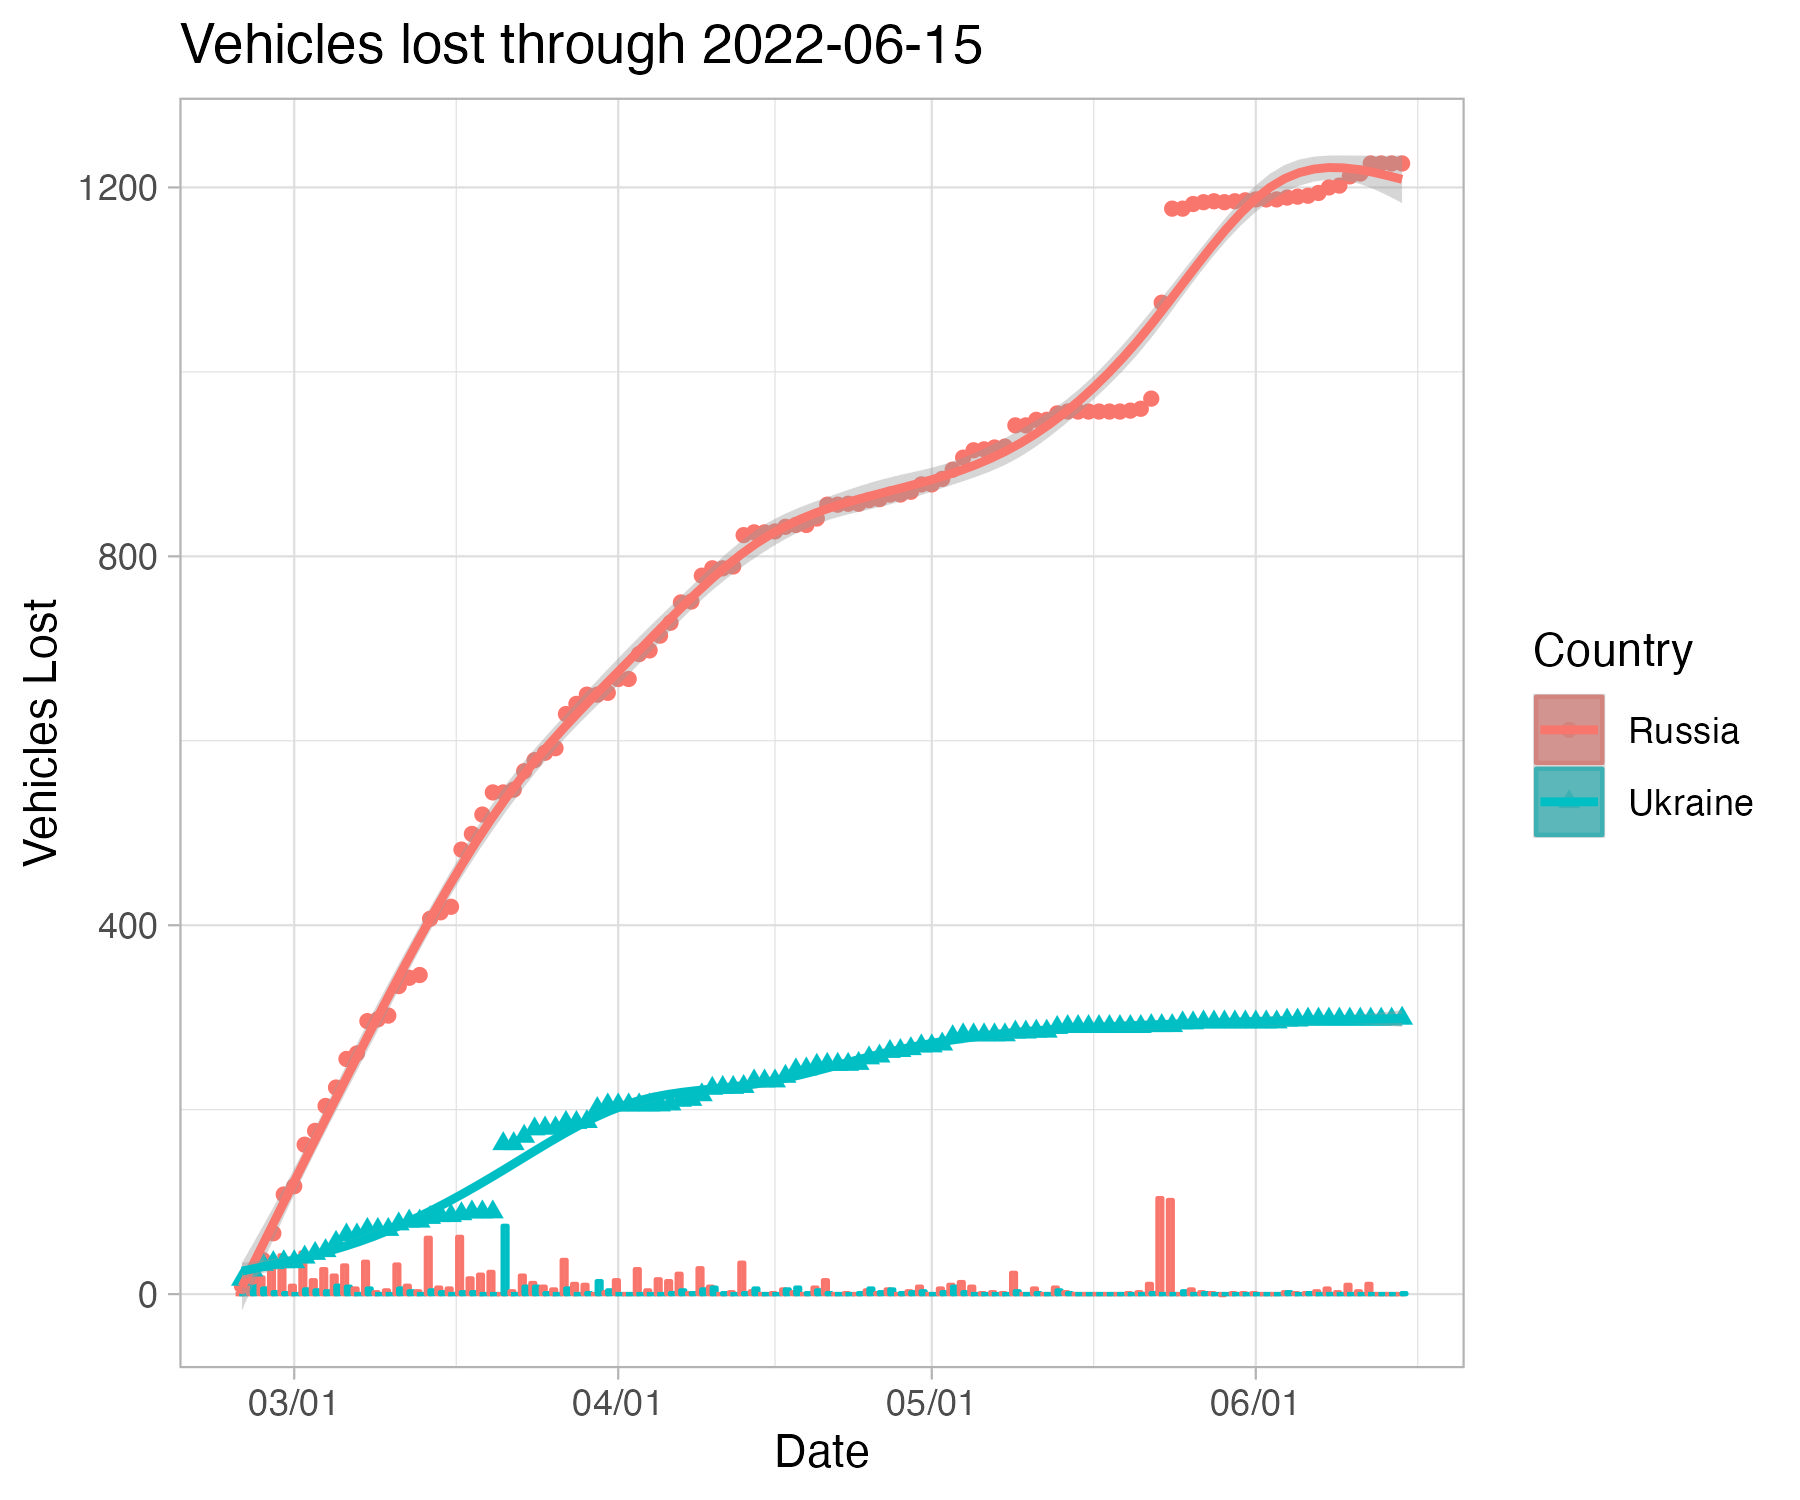 Vehicles lost through 2022-06-15
Vehicles Lost
1200
800
400
0
03/01
04/01
05/01
06/01
Date
Country
Russia
Ukraine